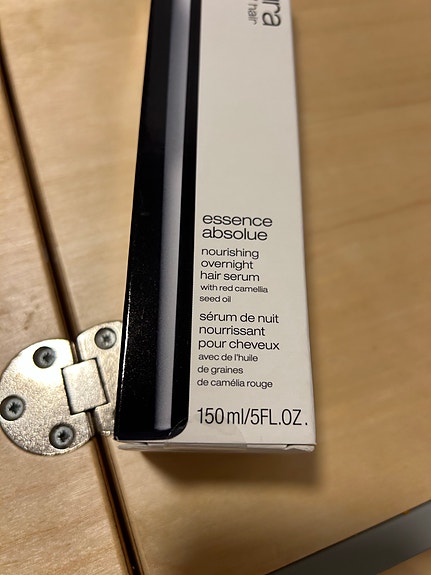 hair
essence
absolue
nourishing
overnight
hair serum
with red camellia
seed oil
sérum de nuit
nourrissant
pour cheveux
avec de l'huile
de graines
de camélia rouge
150 ml/5FL.OZ.